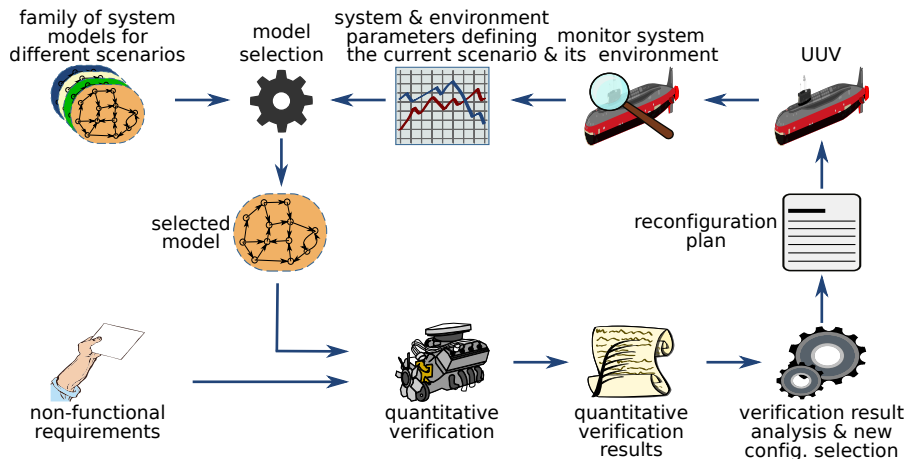 family of system
models for
different scenarios
model
selection
system & environment
parameters defining
the current scenario
monitor system
& its environment
UUV
selected
model
reconfiguration
plan
non-functional
requirements
quantitative
verification
quantitative
verification
results
verification result
analysis & new
config. selection